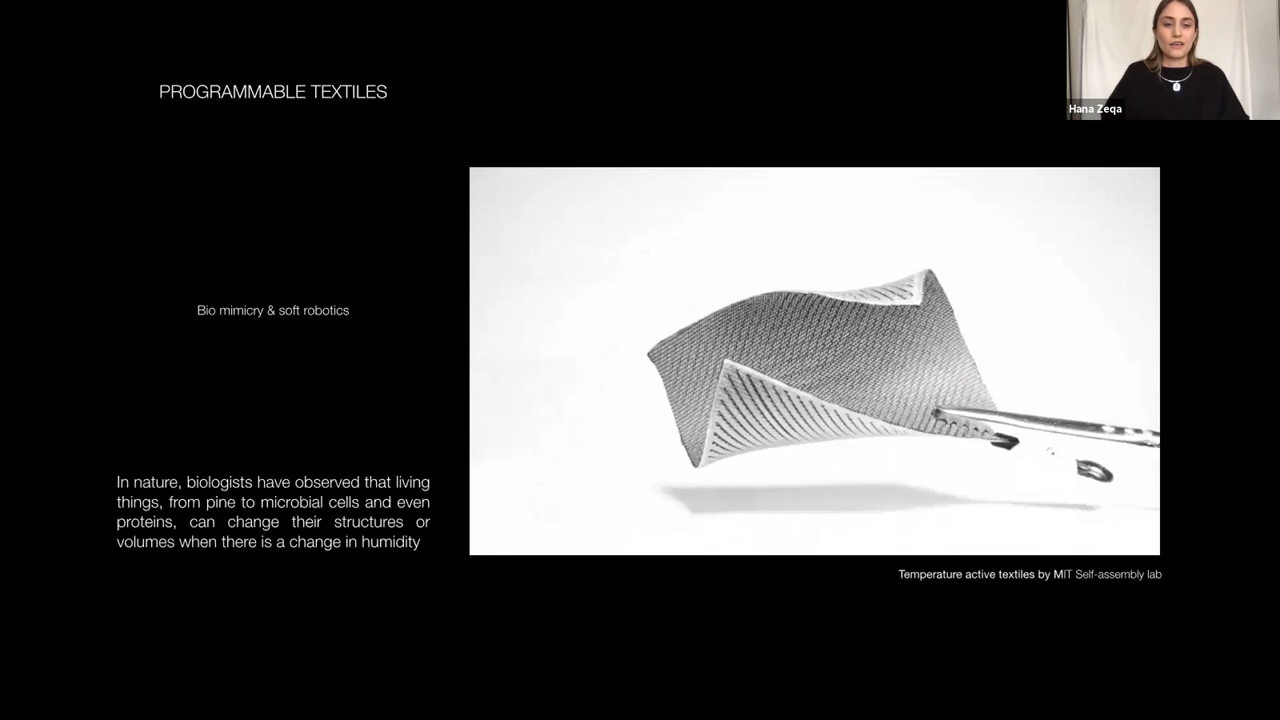 PROGRAMMABLE TEXTILES
Hana Zeqa
Bio mimicry & soft robotics
In nature, biologists have observed that living
things, from pine to microbial cells and even
proteins, can change their structures or
volumes when there is a change in humidity
Temperature active textiles by MIT Self-assembly lab